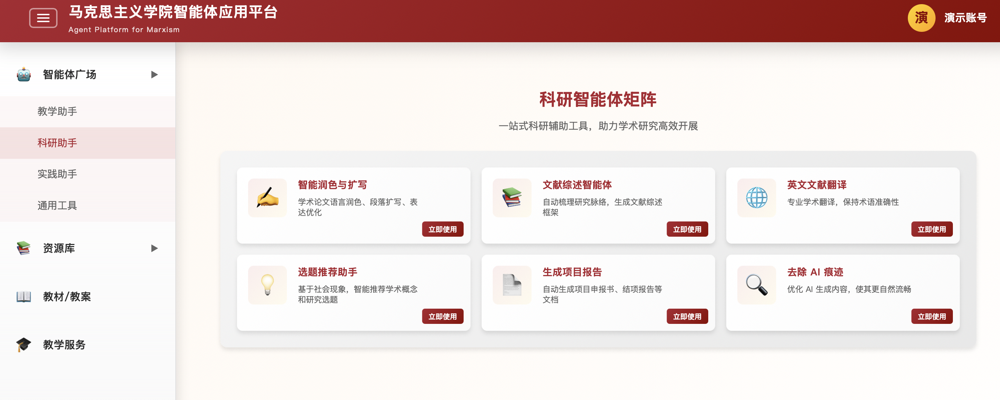 马克思主义学院智能体应用平台
Agent Platform for Marxism
演
演示账号
智能体广场
教学助手
科研助手
实践助手
通用工具
资源库
教材/教案
教学服务
科研智能体矩阵
一站式科研辅助工具，助力学术研究高效开展
智能润色与扩写
学术论文语言润色、段落扩写、表
达优化
立即使用
文献综述智能体
自动梳理研究脉络，生成文献综述
框架
立即使用
英文文献翻译
专业学术翻译，保持术语准确性
立即使用
选题推荐助手
基于社会现象，智能推荐学术概念
和研究选题
立即使用
生成项目报告
自动生成项目申报书、结项报告等
文档
立即使用
去除 AI 痕迹
优化 AI 生成内容，使其更自然流畅
立即使用